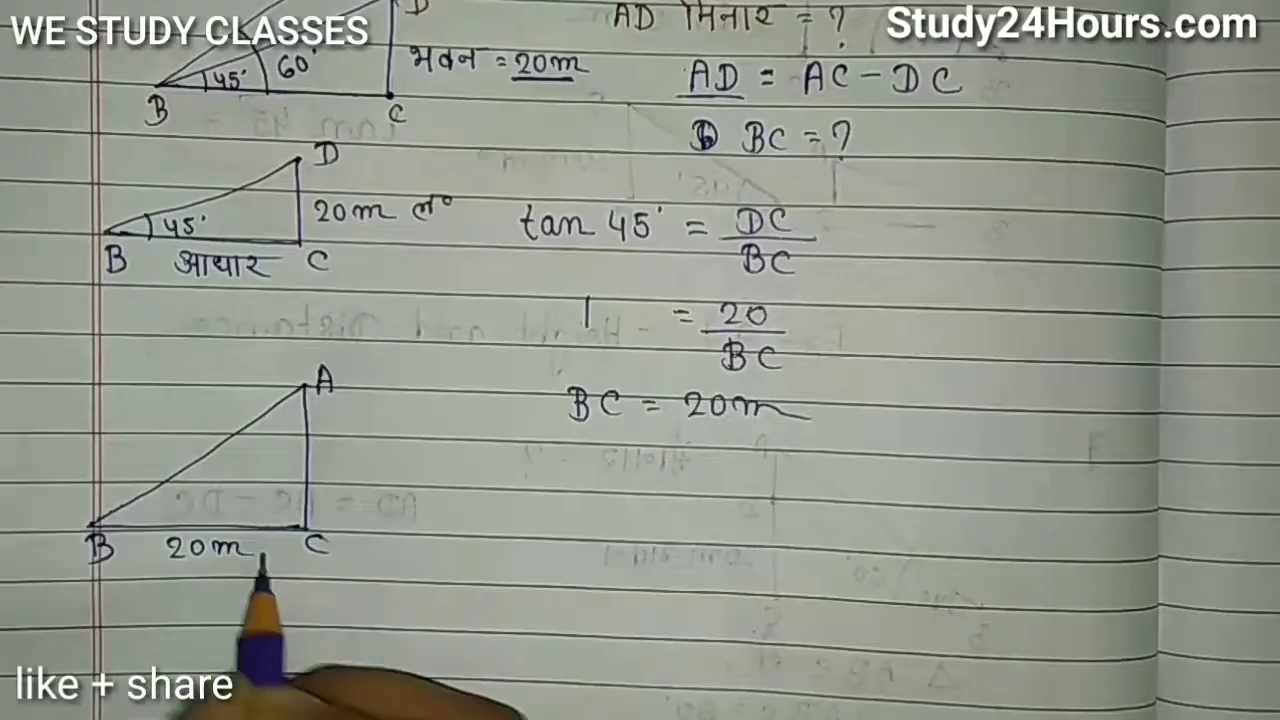 WE STUDY CLASSES
Study24Hours.com
D
AD मिनार = ?
45° 60°
भवन = 20m
AD = AC - DC
B C
BC = ?
D
45° 20m ल०
B आधार C
tan 45° = DC
BC
1 = 20
BC
A
BC = 20m
B 20m C
like + share